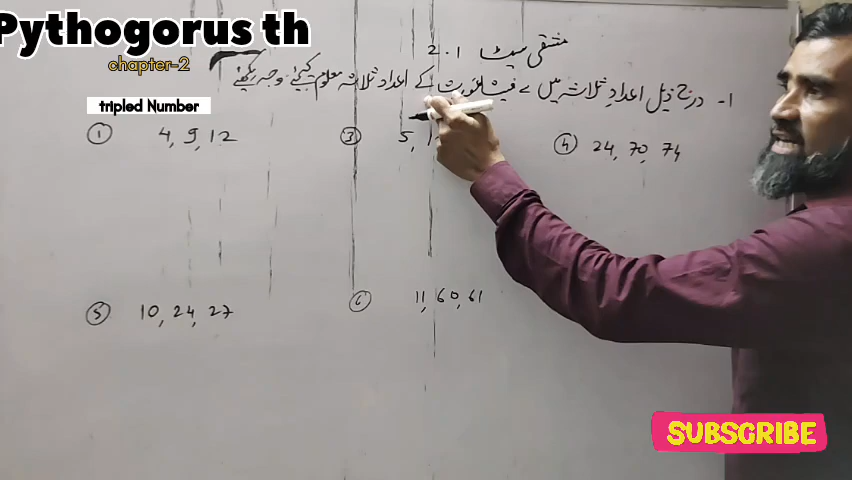 Pythogorus th
chapter-2
tripled Number
مشقی سیٹ 2.1
1- درج ذیل اعدادِ ثلاثہ میں سے فیثاغورث کے اعداد ثلاثہ معلوم کیجئے وجہ لکھئے
① 4, 9, 12
③ 5, 1
④ 24, 70, 74
⑤ 10, 24, 27
⑥ 11, 60, 61
SUBSCRIBE